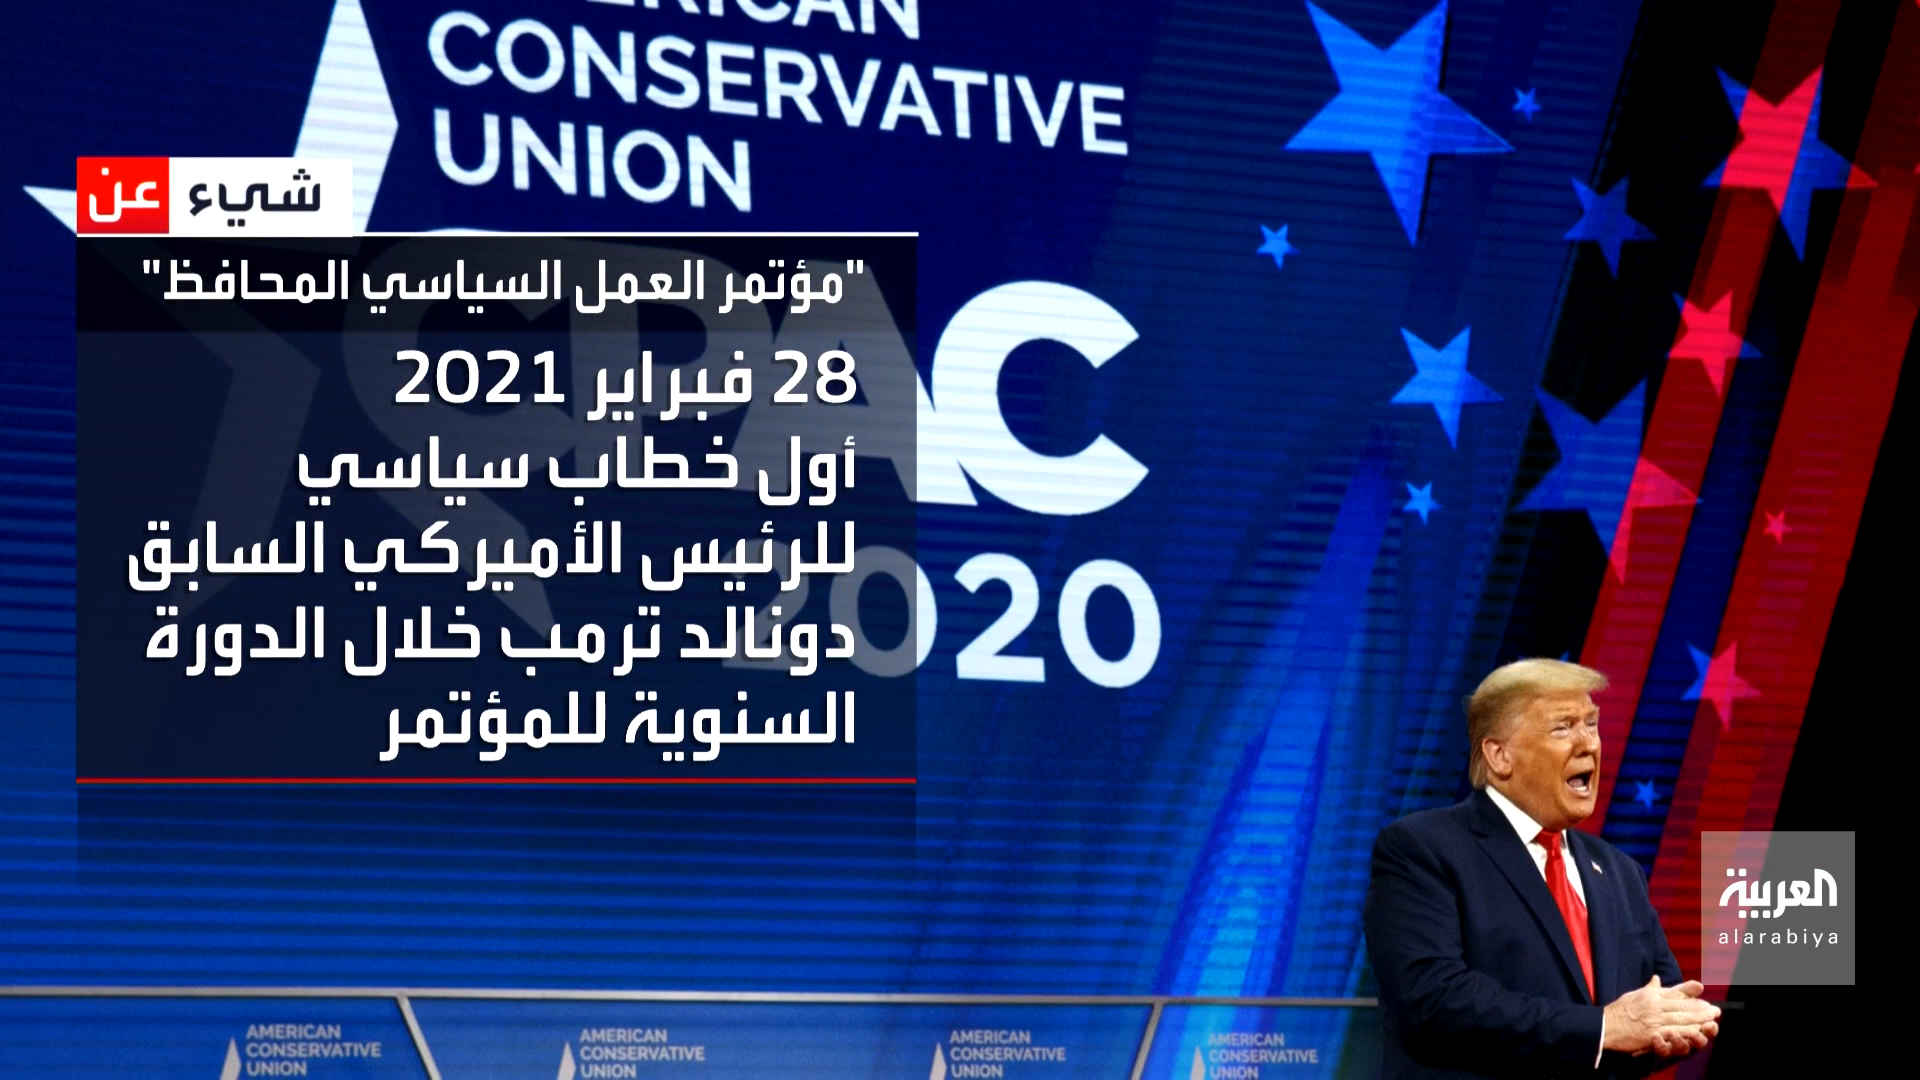 AMERICAN
CONSERVATIVE
UNION
شيء عن
"مؤتمر العمل السياسي المحافظ"
CPAC
2020
28 فبراير 2021
أول خطاب سياسي
للرئيس الأميركي السابق
دونالد ترمب خلال الدورة
السنوية للمؤتمر
العربية
alarabiya
AMERICAN
CONSERVATIVE
UNION
AMERICAN
CONSERVATIVE
UNION
AMERICAN
CONSERVATIVE
UNION
AMERICAN
CONSERVATIVE
UNION